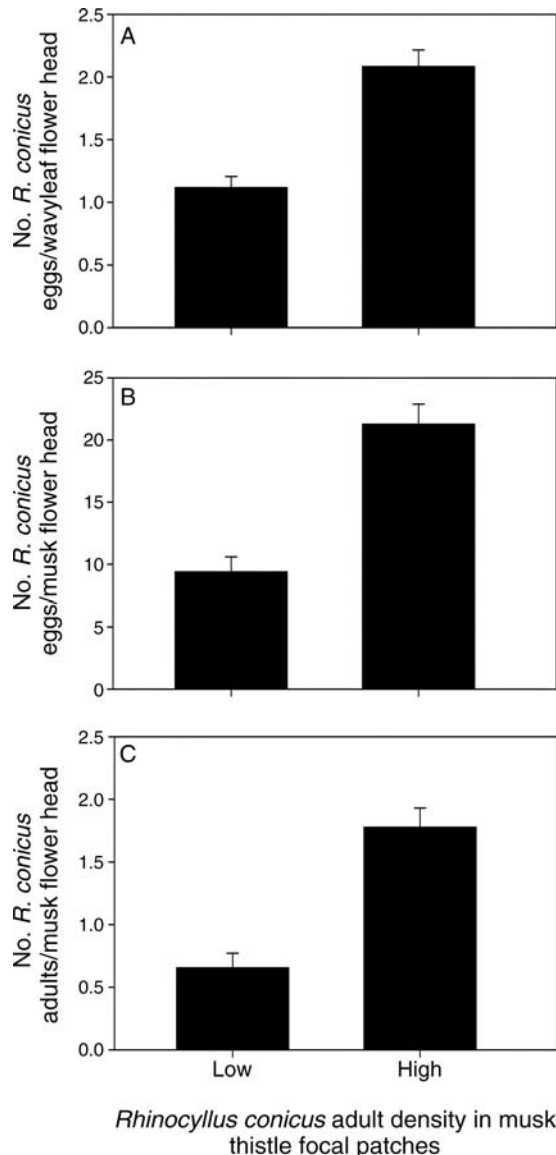 A
No. R. conicus
eggs/wavyleaf flower head
2.5
2.0
1.5
1.0
0.5
0.0
B
No. R. conicus
eggs/musk flower head
25
20
15
10
5
0
C
No. R. conicus
adults/musk flower head
2.5
2.0
1.5
1.0
0.5
0.0
Low High
Rhinocyllus conicus adult density in musk
thistle focal patches